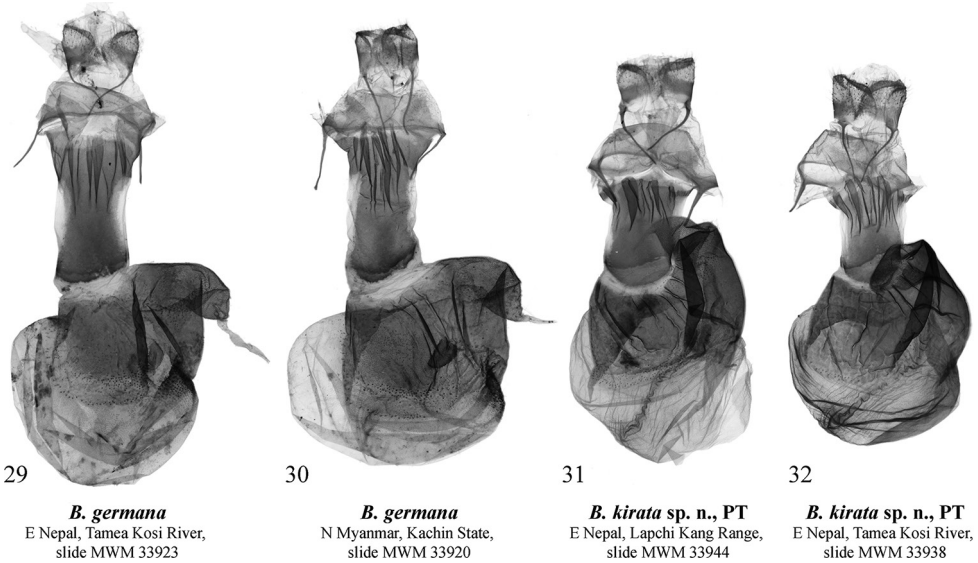 29
B. germana
E Nepal, Tamea Kosi River,
slide MWM 33923
30
B. germana
N Myanmar, Kachin State,
slide MWM 33920
31
B. kirata sp. n., PT
E Nepal, Lapchi Kang Range,
slide MWM 33944
32
B. kirata sp. n., PT
E Nepal, Tamea Kosi River,
slide MWM 33938